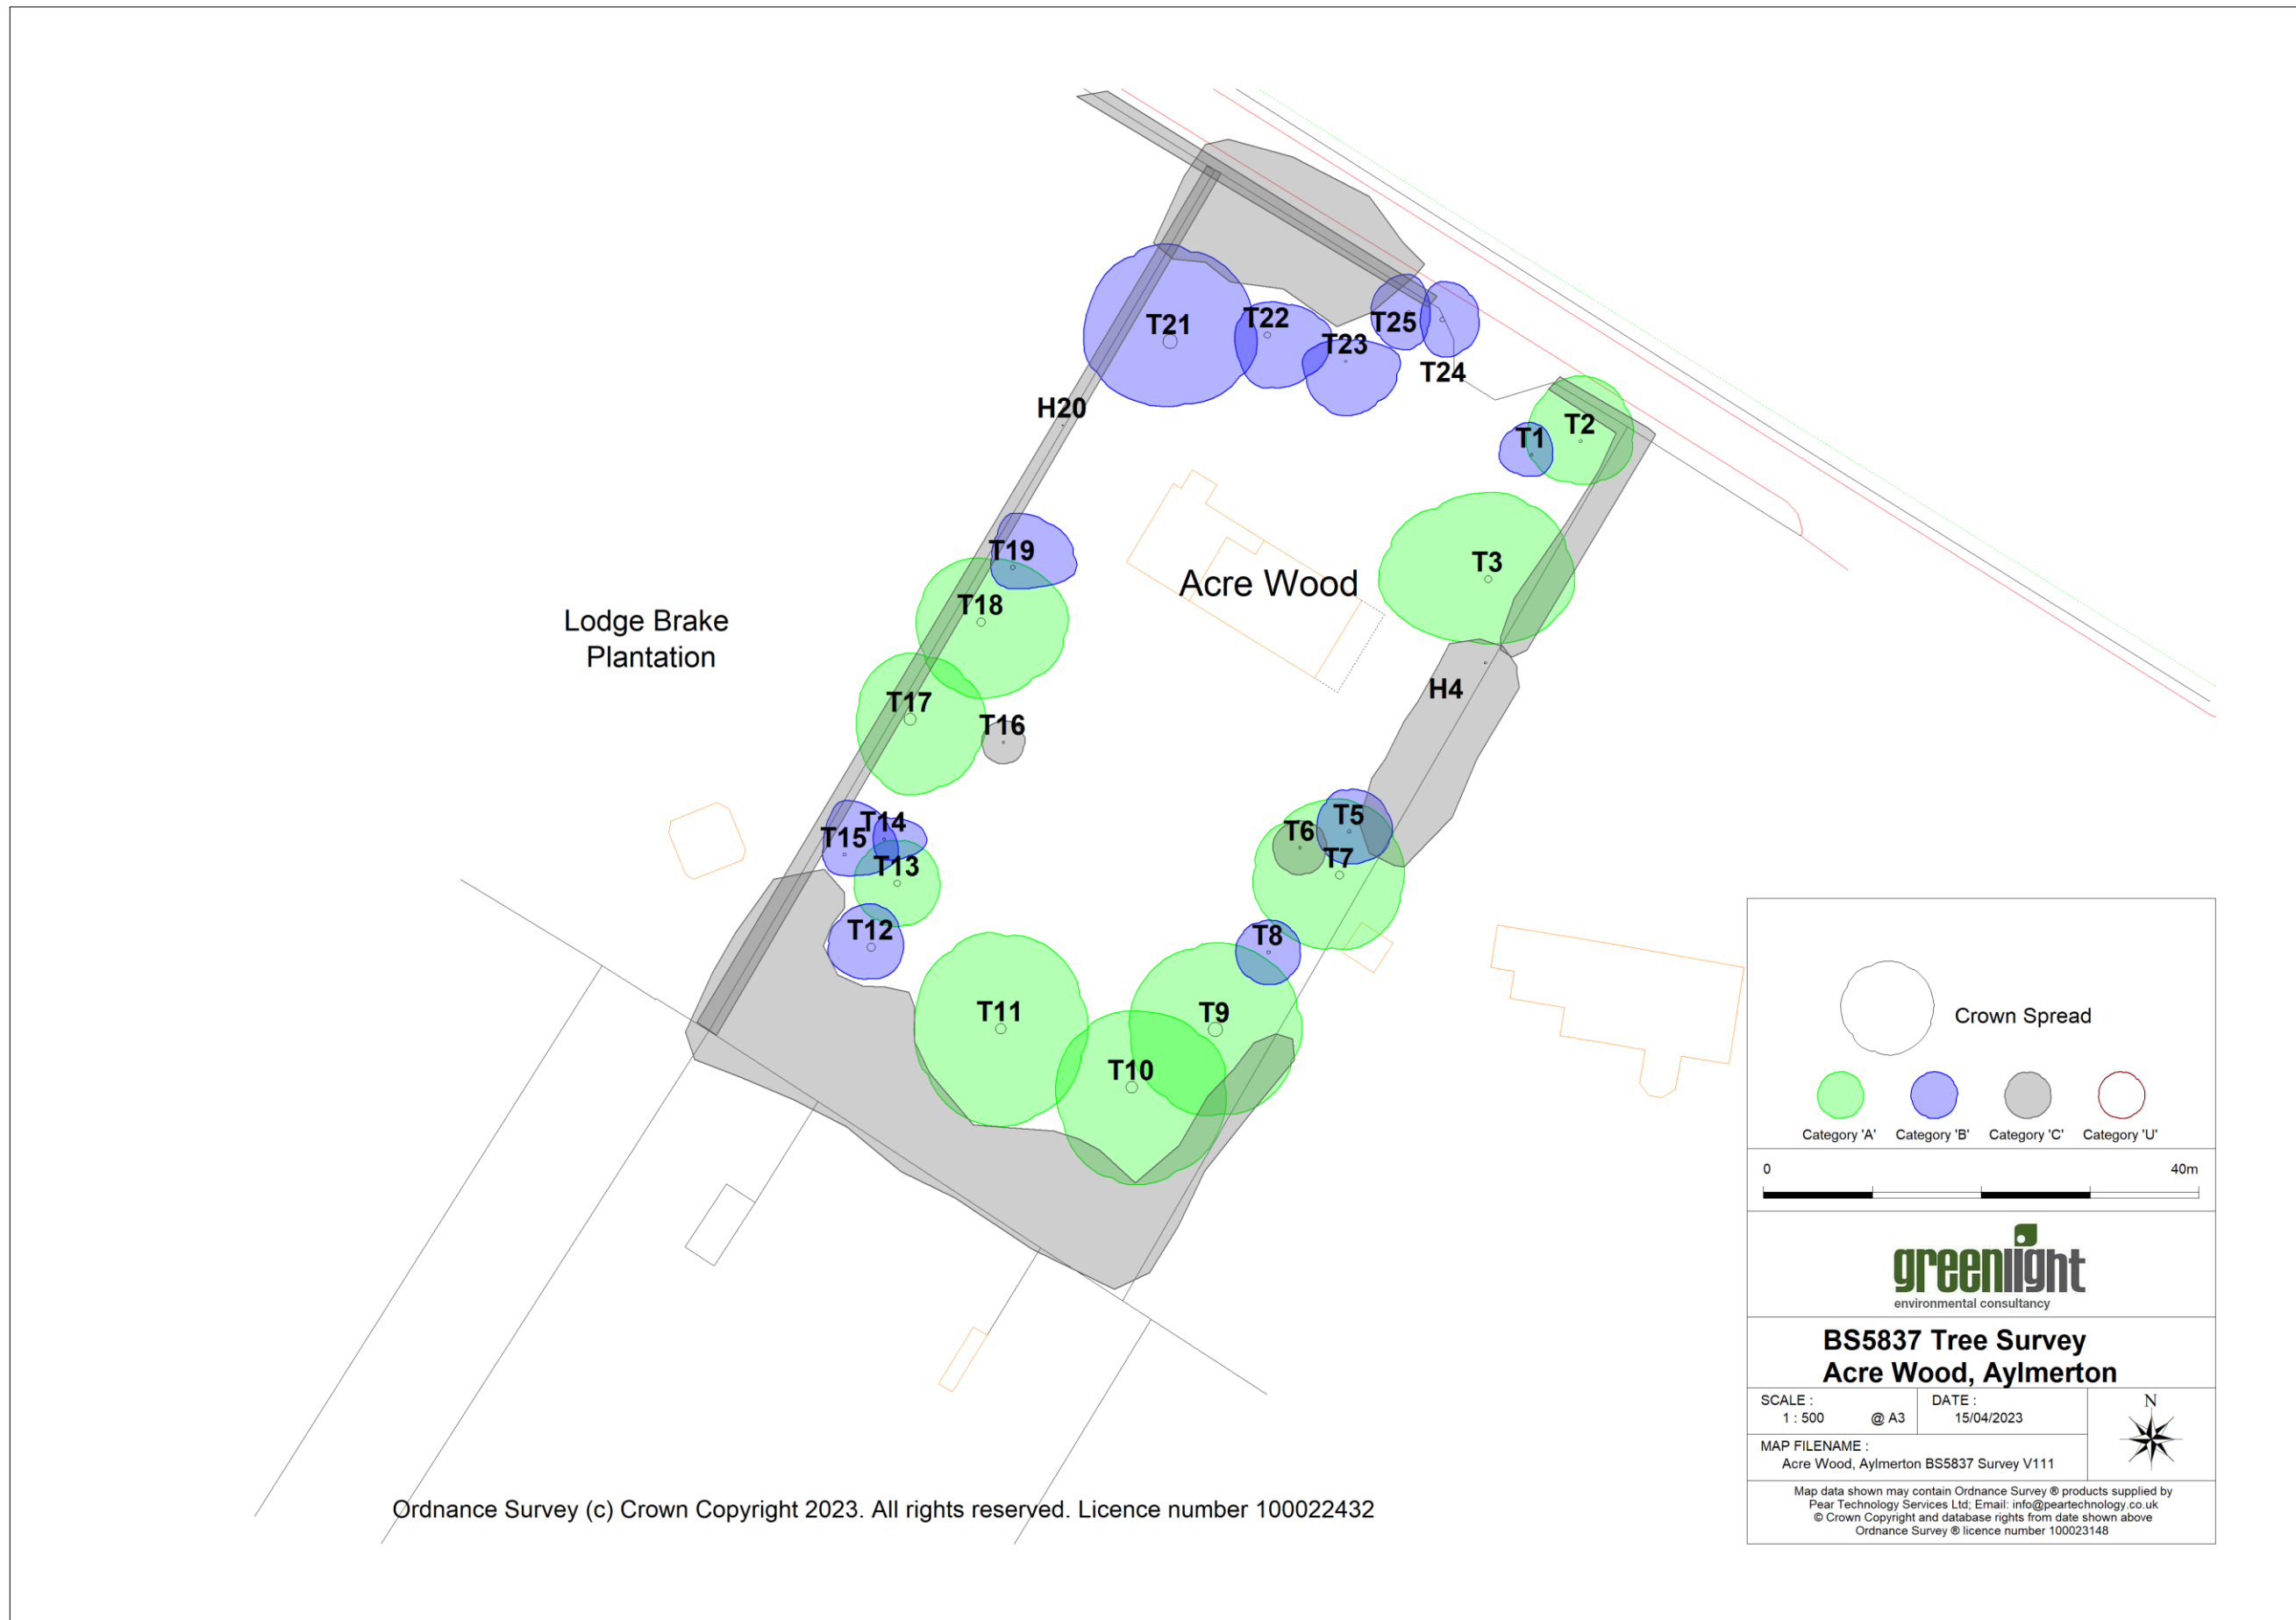 T21
T22
T25
T23
T24
H20
T2
T1
T19
T3
Acre Wood
T18
Lodge Brake
Plantation
H4
T17
T16
T5
T14
T6
T15
T7
T13
T12
T8
T11
T9
T10
Crown Spread
Category 'A' Category 'B' Category 'C' Category 'U'
0 40m
greenlight
environmental consultancy
BS5837 Tree Survey
Acre Wood, Aylmerton
SCALE : DATE : N
1 : 500 @ A3 15/04/2023
MAP FILENAME :
Acre Wood, Aylmerton BS5837 Survey V111
Map data shown may contain Ordnance Survey ® products supplied by
Pear Technology Services Ltd; Email: info@peartechnology.co.uk
© Crown Copyright and database rights from date shown above
Ordnance Survey ® licence number 100023148
Ordnance Survey (c) Crown Copyright 2023. All rights reserved. Licence number 100022432